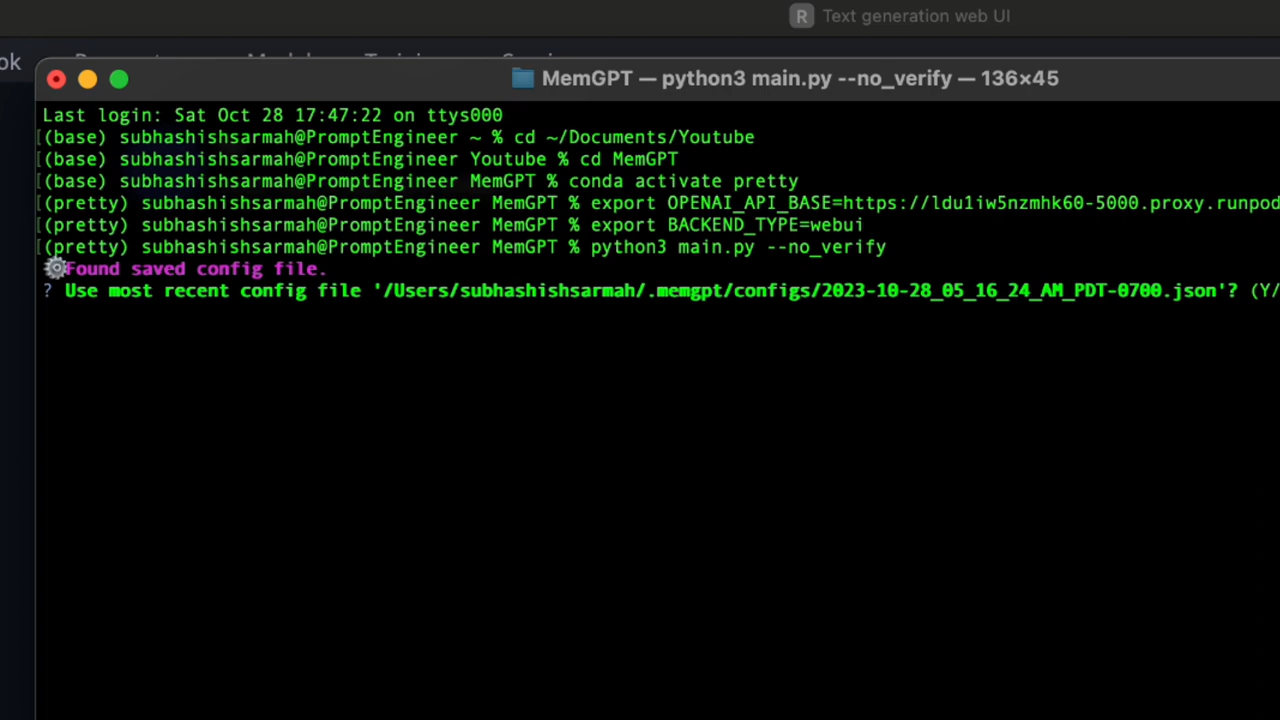 R Text generation web UI
ok
MemGPT — python3 main.py --no_verify — 136×45
Last login: Sat Oct 28 17:47:22 on ttys000
[(base) subhashishsarmah@PromptEngineer ~ % cd ~/Documents/Youtube
[(base) subhashishsarmah@PromptEngineer Youtube % cd MemGPT
[(base) subhashishsarmah@PromptEngineer MemGPT % conda activate pretty
[(pretty) subhashishsarmah@PromptEngineer MemGPT % export OPENAI_API_BASE=https://ldu1iw5nzmhk60-5000.proxy.runpod
[(pretty) subhashishsarmah@PromptEngineer MemGPT % export BACKEND_TYPE=webui
[(pretty) subhashishsarmah@PromptEngineer MemGPT % python3 main.py --no_verify
Found saved config file.
? Use most recent config file '/Users/subhashishsarmah/.memgpt/configs/2023-10-28_05_16_24_AM_PDT-0700.json'? (Y/